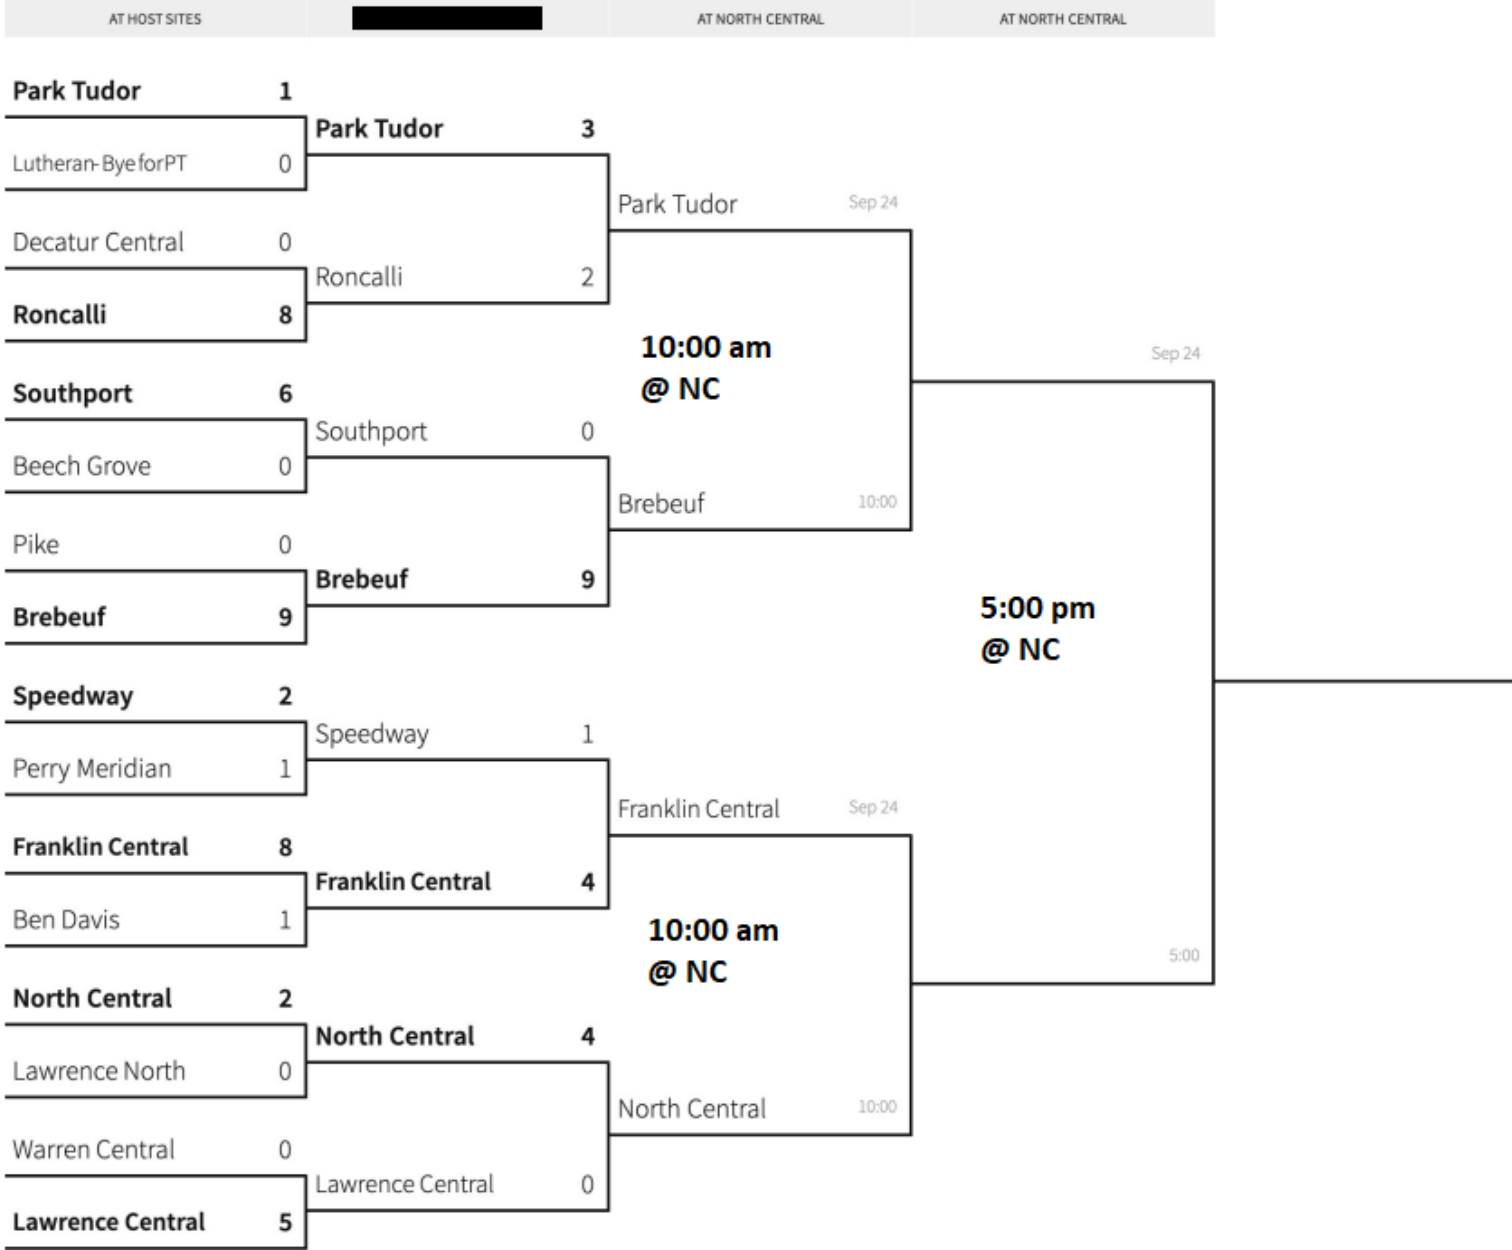 AT HOST SITES
AT NORTH CENTRAL
AT NORTH CENTRAL
Park Tudor 1
Lutheran-Bye for PT 0
Decatur Central 0
Roncalli 8
Southport 6
Beech Grove 0
Pike 0
Brebeuf 9
Speedway 2
Perry Meridian 1
Franklin Central 8
Ben Davis 1
North Central 2
Lawrence North 0
Warren Central 0
Lawrence Central 5
Park Tudor 3
Roncalli 2
Southport 0
Brebeuf 9
Speedway 1
Franklin Central 4
North Central 4
Lawrence Central 0
Park Tudor Sep 24
10:00 am
@ NC
Brebeuf 10:00
Franklin Central Sep 24
10:00 am
@ NC
North Central 10:00
Sep 24
5:00 pm
@ NC
5:00